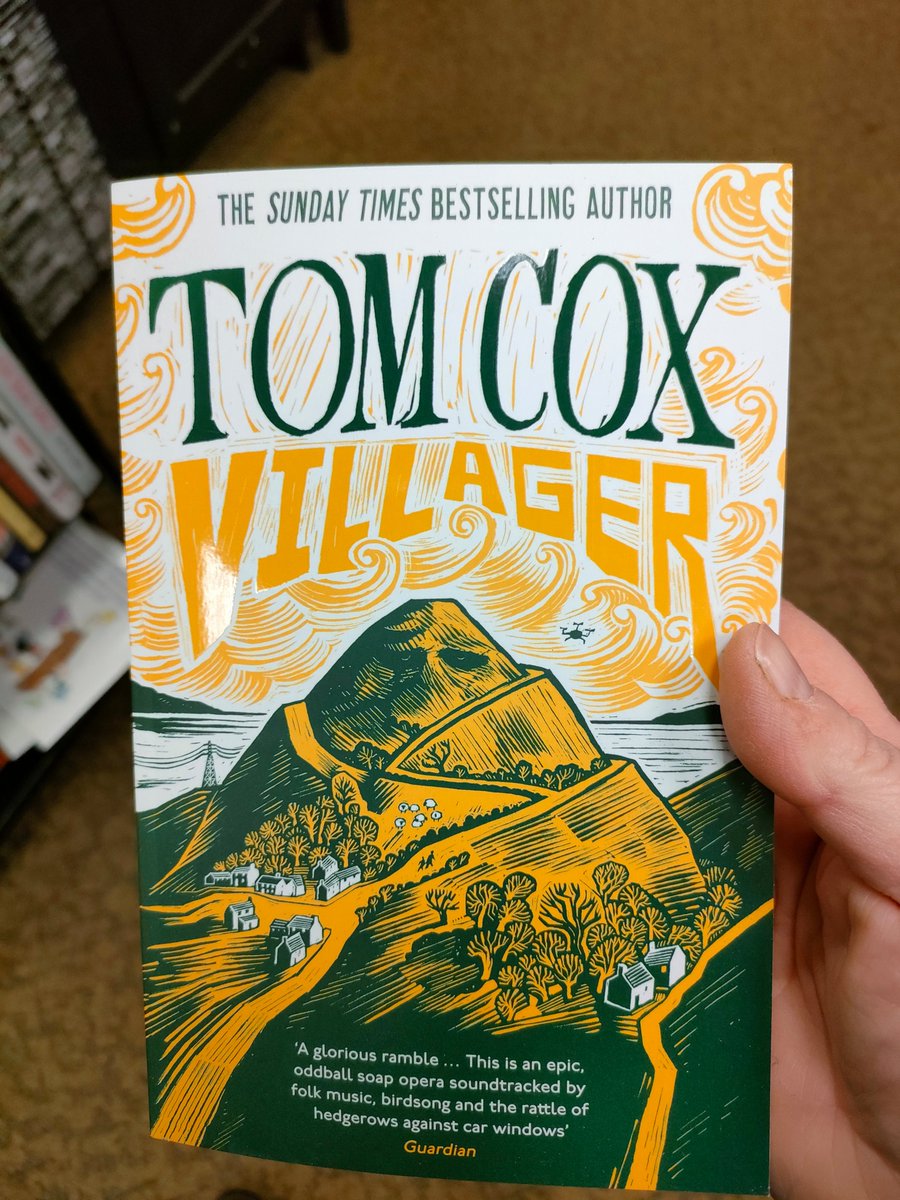 THE SUNDAY TIMES BESTSELLING AUTHOR
TOM COX
VILLAGER
‘A glorious ramble ... This is an epic,
oddball soap opera soundtracked by
folk music, birdsong and the rattle of
hedgerows against car windows’
Guardian